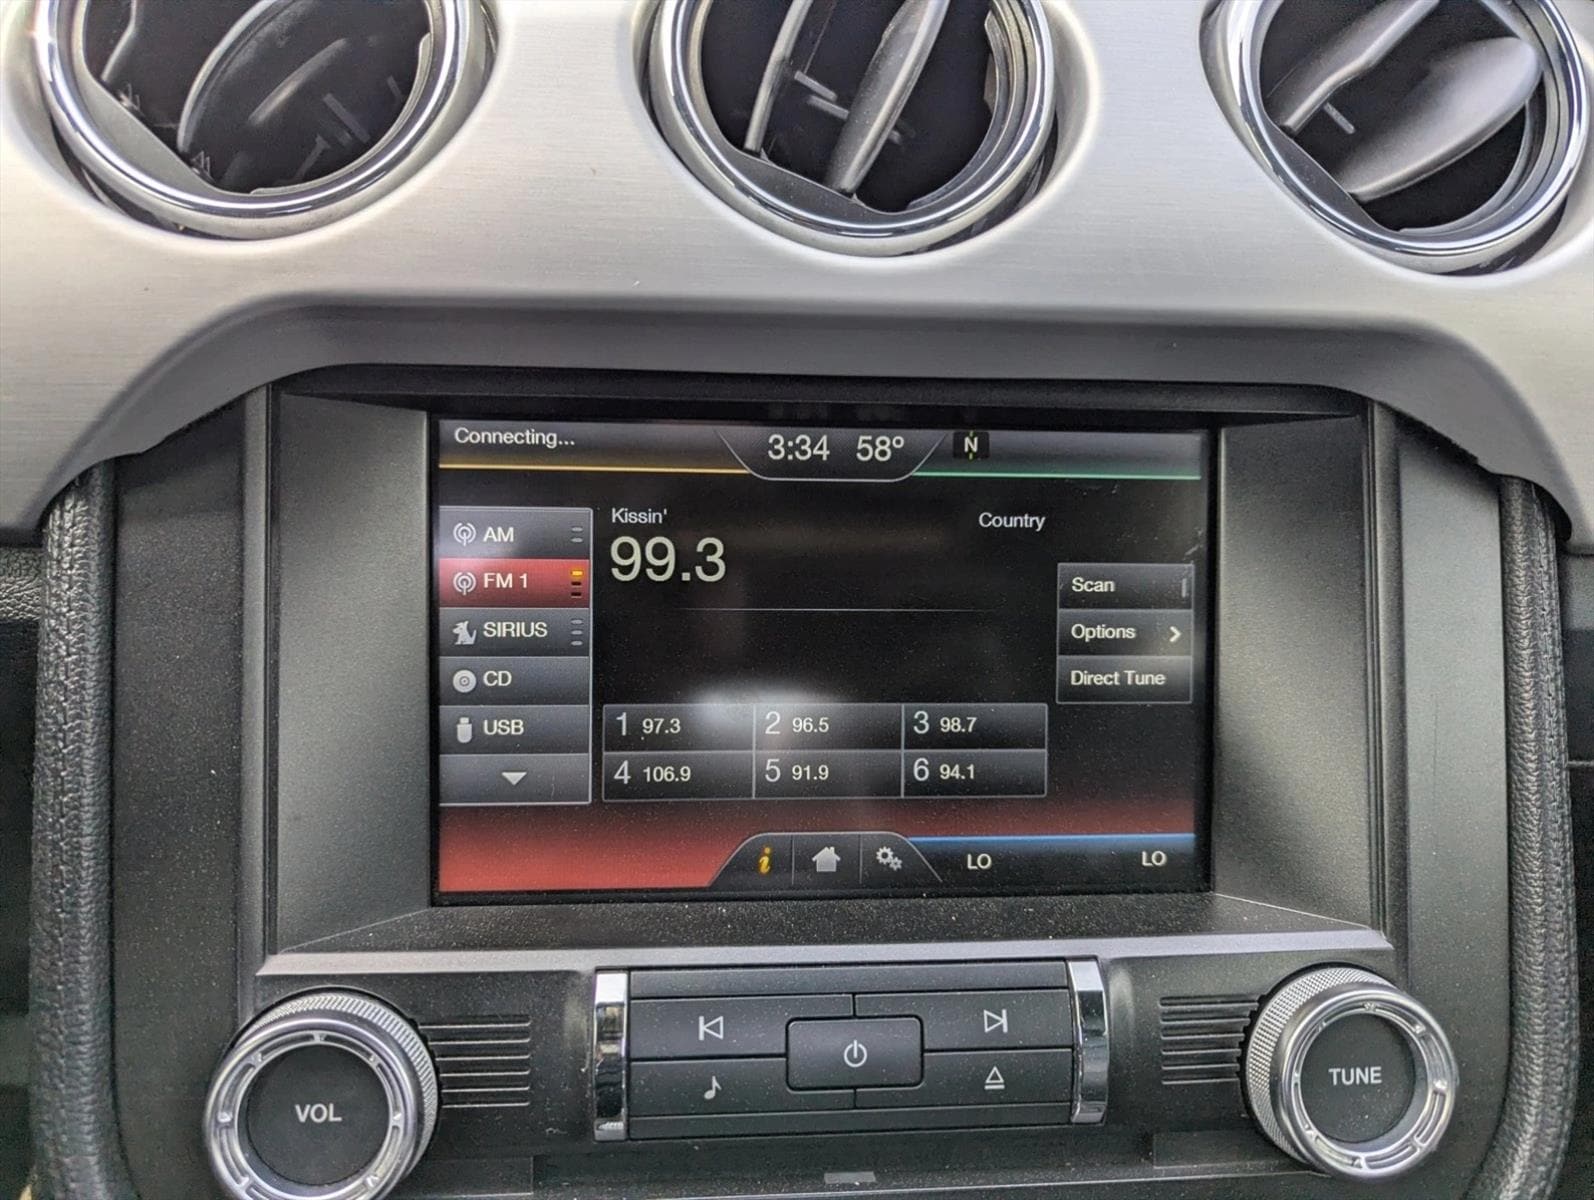 Connecting...
3:34 58° N
AM
FM 1
SIRIUS
CD
USB
Kissin'
99.3
Country
Scan
Options
Direct Tune
1 97.3 2 96.5 3 98.7
4 106.9 5 91.9 6 94.1
i
LO LO
VOL
TUNE